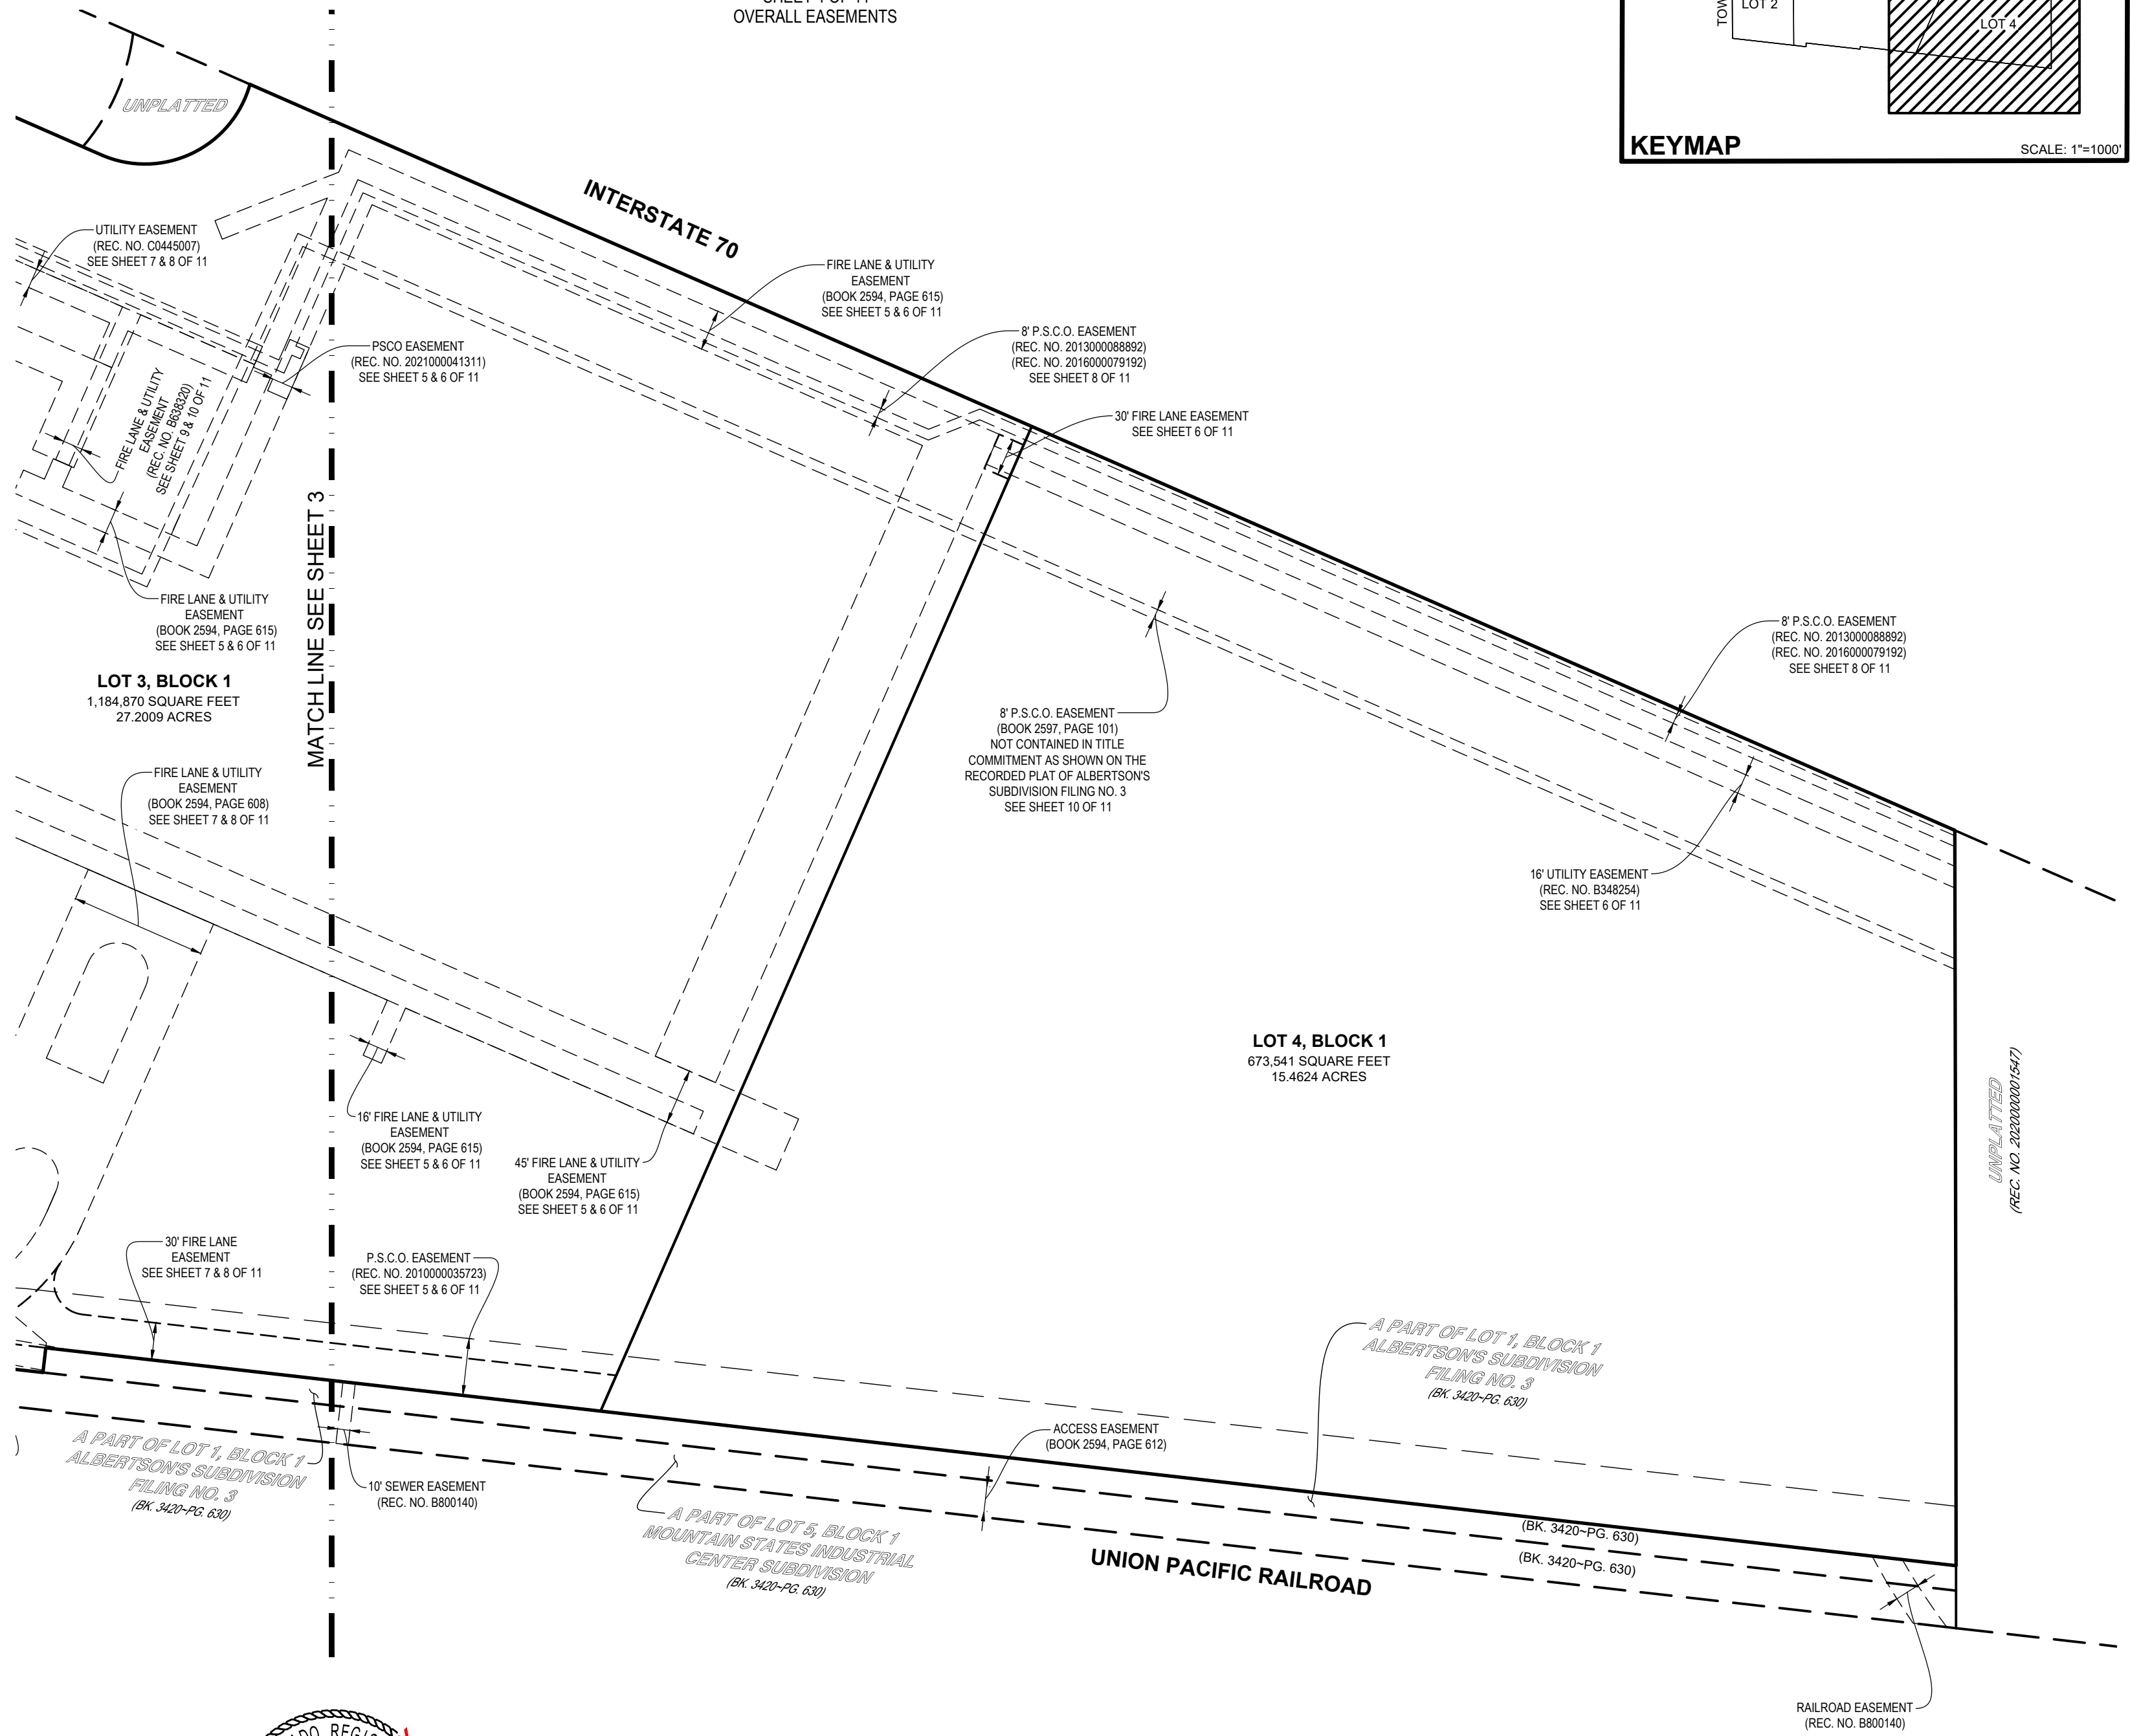 OVERALL EASEMENTS
LOT 2
LOT 4
KEYMAP
SCALE: 1"=1000'
UNPLATTED
INTERSTATE 70
UTILITY EASEMENT
(REC. NO. C0445007)
SEE SHEET 7 & 8 OF 11
FIRE LANE & UTILITY
EASEMENT
(BOOK 2594, PAGE 615)
SEE SHEET 5 & 6 OF 11
8' P.S.C.O. EASEMENT
(REC. NO. 2013000088892)
(REC. NO. 2016000079192)
SEE SHEET 8 OF 11
PSCO EASEMENT
(REC. NO. 2021000041311)
SEE SHEET 5 & 6 OF 11
30' FIRE LANE EASEMENT
SEE SHEET 6 OF 11
FIRE LANE & UTILITY
EASEMENT
(REC. NO. B638320)
SEE SHEET 9 & 10 OF 11
MATCH LINE SEE SHEET 3
FIRE LANE & UTILITY
EASEMENT
(BOOK 2594, PAGE 615)
SEE SHEET 5 & 6 OF 11
8' P.S.C.O. EASEMENT
(REC. NO. 2013000088892)
(REC. NO. 2016000079192)
SEE SHEET 8 OF 11
LOT 3, BLOCK 1
1,184,870 SQUARE FEET
27.2009 ACRES
8' P.S.C.O. EASEMENT
(BOOK 2597, PAGE 101)
NOT CONTAINED IN TITLE
COMMITMENT AS SHOWN ON THE
RECORDED PLAT OF ALBERTSON'S
SUBDIVISION FILING NO. 3
SEE SHEET 10 OF 11
FIRE LANE & UTILITY
EASEMENT
(BOOK 2594, PAGE 608)
SEE SHEET 7 & 8 OF 11
16' UTILITY EASEMENT
(REC. NO. B348254)
SEE SHEET 6 OF 11
LOT 4, BLOCK 1
673,541 SQUARE FEET
15.4624 ACRES
UNPLATTED
(REC. NO. 2020000001547)
16' FIRE LANE & UTILITY
EASEMENT
(BOOK 2594, PAGE 615)
SEE SHEET 5 & 6 OF 11
45' FIRE LANE & UTILITY
EASEMENT
(BOOK 2594, PAGE 615)
SEE SHEET 5 & 6 OF 11
30' FIRE LANE
EASEMENT
SEE SHEET 7 & 8 OF 11
P.S.C.O. EASEMENT
(REC. NO. 2010000035723)
SEE SHEET 5 & 6 OF 11
A PART OF LOT 1, BLOCK 1
ALBERTSON'S SUBDIVISION
FILING NO. 3
(BK. 3420~PG. 630)
ACCESS EASEMENT
(BOOK 2594, PAGE 612)
A PART OF LOT 1, BLOCK 1
ALBERTSON'S SUBDIVISION
FILING NO. 3
(BK. 3420~PG. 630)
10' SEWER EASEMENT
(REC. NO. B800140)
A PART OF LOT 5, BLOCK 1
MOUNTAIN STATES INDUSTRIAL
CENTER SUBDIVISION
(BK. 3420~PG. 630)
UNION PACIFIC RAILROAD
(BK. 3420~PG. 630)
(BK. 3420~PG. 630)
RAILROAD EASEMENT
(REC. NO. B800140)